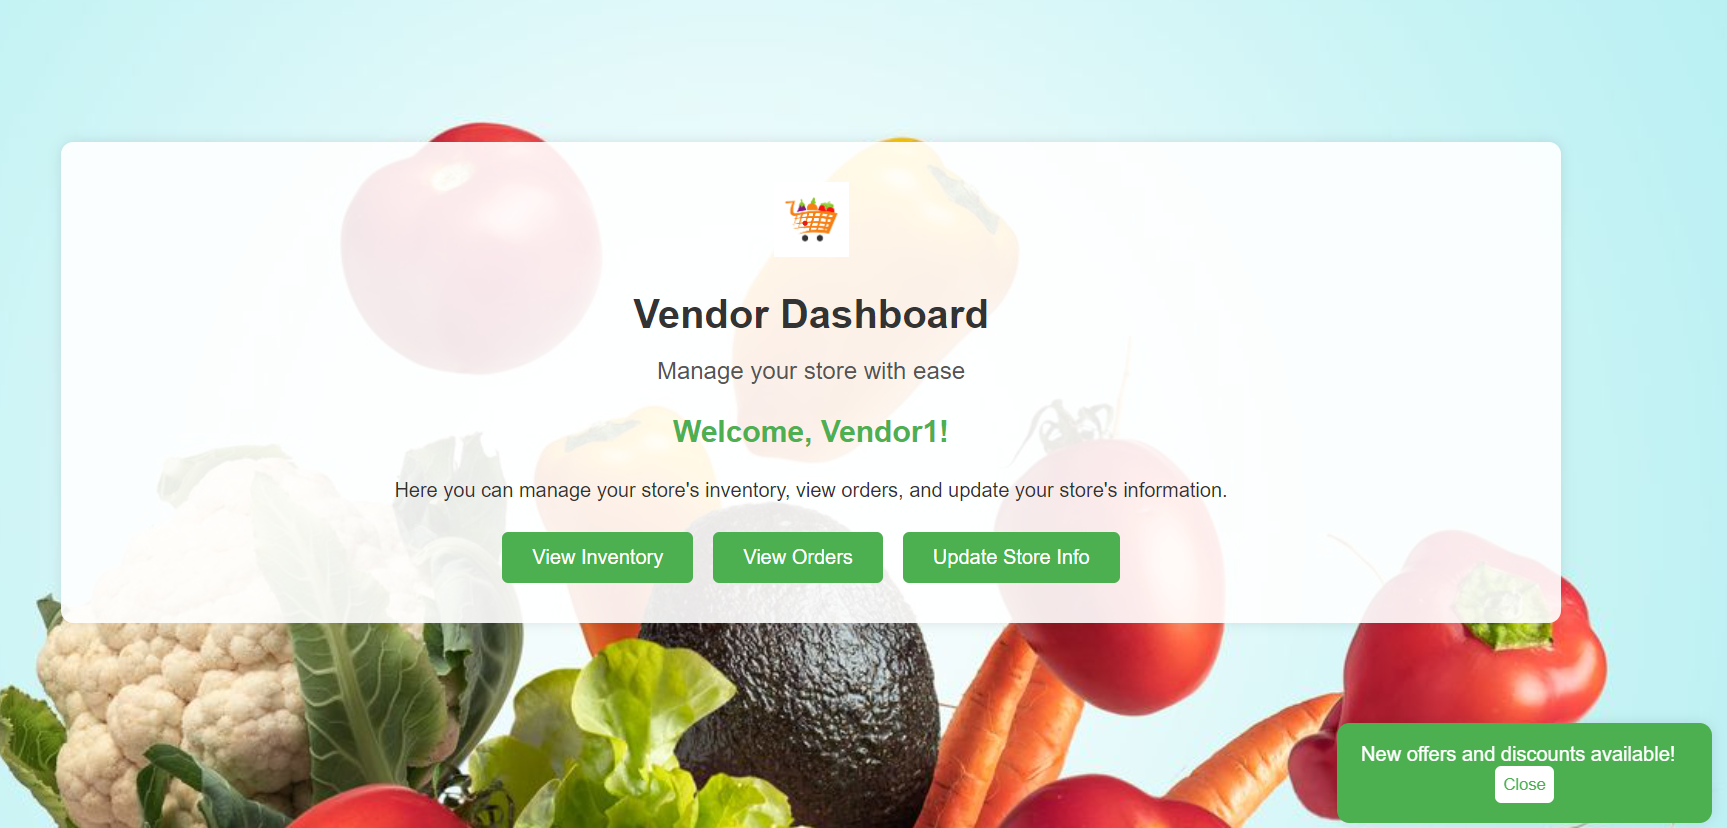 Vendor Dashboard
Manage your store with ease
Welcome, Vendor1!
Here you can manage your store's inventory, view orders, and update your store's information.
View Inventory
View Orders
Update Store Info
New offers and discounts available!
Close